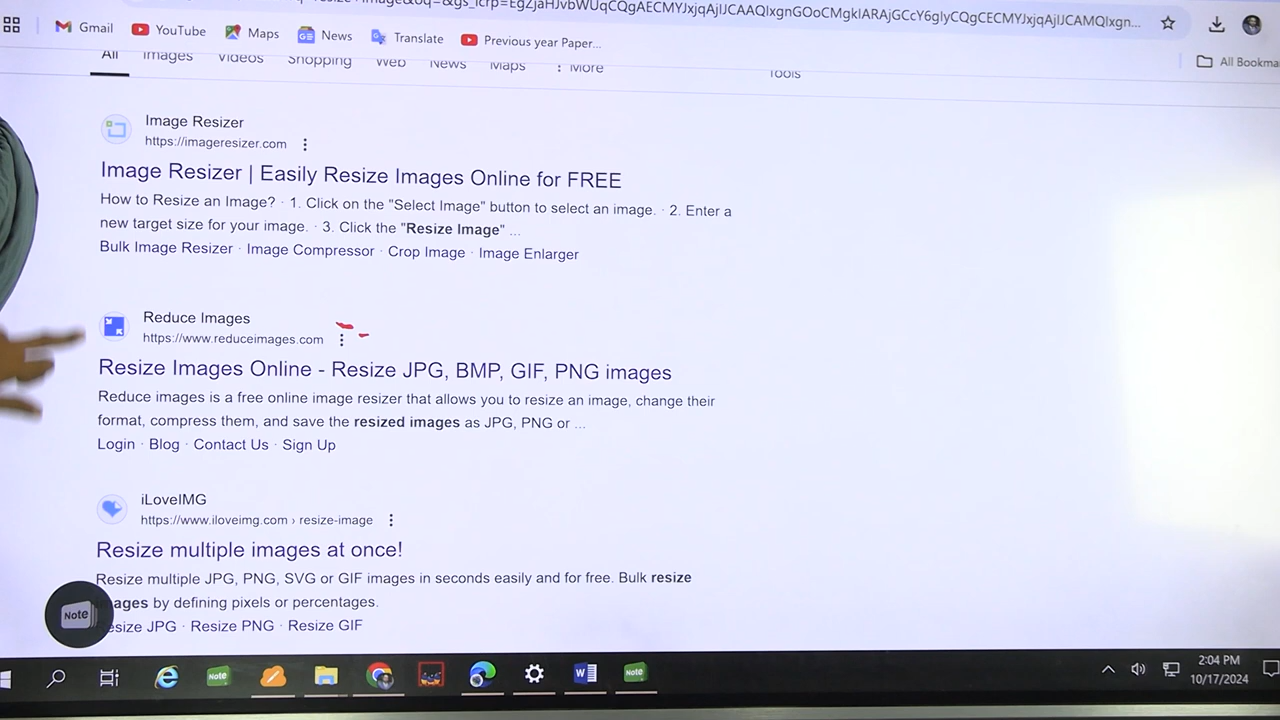 Gmail
YouTube
Maps
News
Translate
Previous year Paper...
All Bookma
All
Images
Videos
Shopping
Web
News
Maps
More
Tools
Image Resizer
https://imageresizer.com
Image Resizer | Easily Resize Images Online for FREE
How to Resize an Image? · 1. Click on the "Select Image" button to select an image. · 2. Enter a
new target size for your image. · 3. Click the "Resize Image" ...
Bulk Image Resizer · Image Compressor · Crop Image · Image Enlarger
Reduce Images
https://www.reduceimages.com
Resize Images Online - Resize JPG, BMP, GIF, PNG images
Reduce images is a free online image resizer that allows you to resize an image, change their
format, compress them, and save the resized images as JPG, PNG or ...
Login · Blog · Contact Us · Sign Up
iLoveIMG
https://www.iloveimg.com › resize-image
Resize multiple images at once!
Resize multiple JPG, PNG, SVG or GIF images in seconds easily and for free. Bulk resize
ages by defining pixels or percentages.
esize JPG · Resize PNG · Resize GIF
Note
Note
Note
2:04 PM
10/17/2024